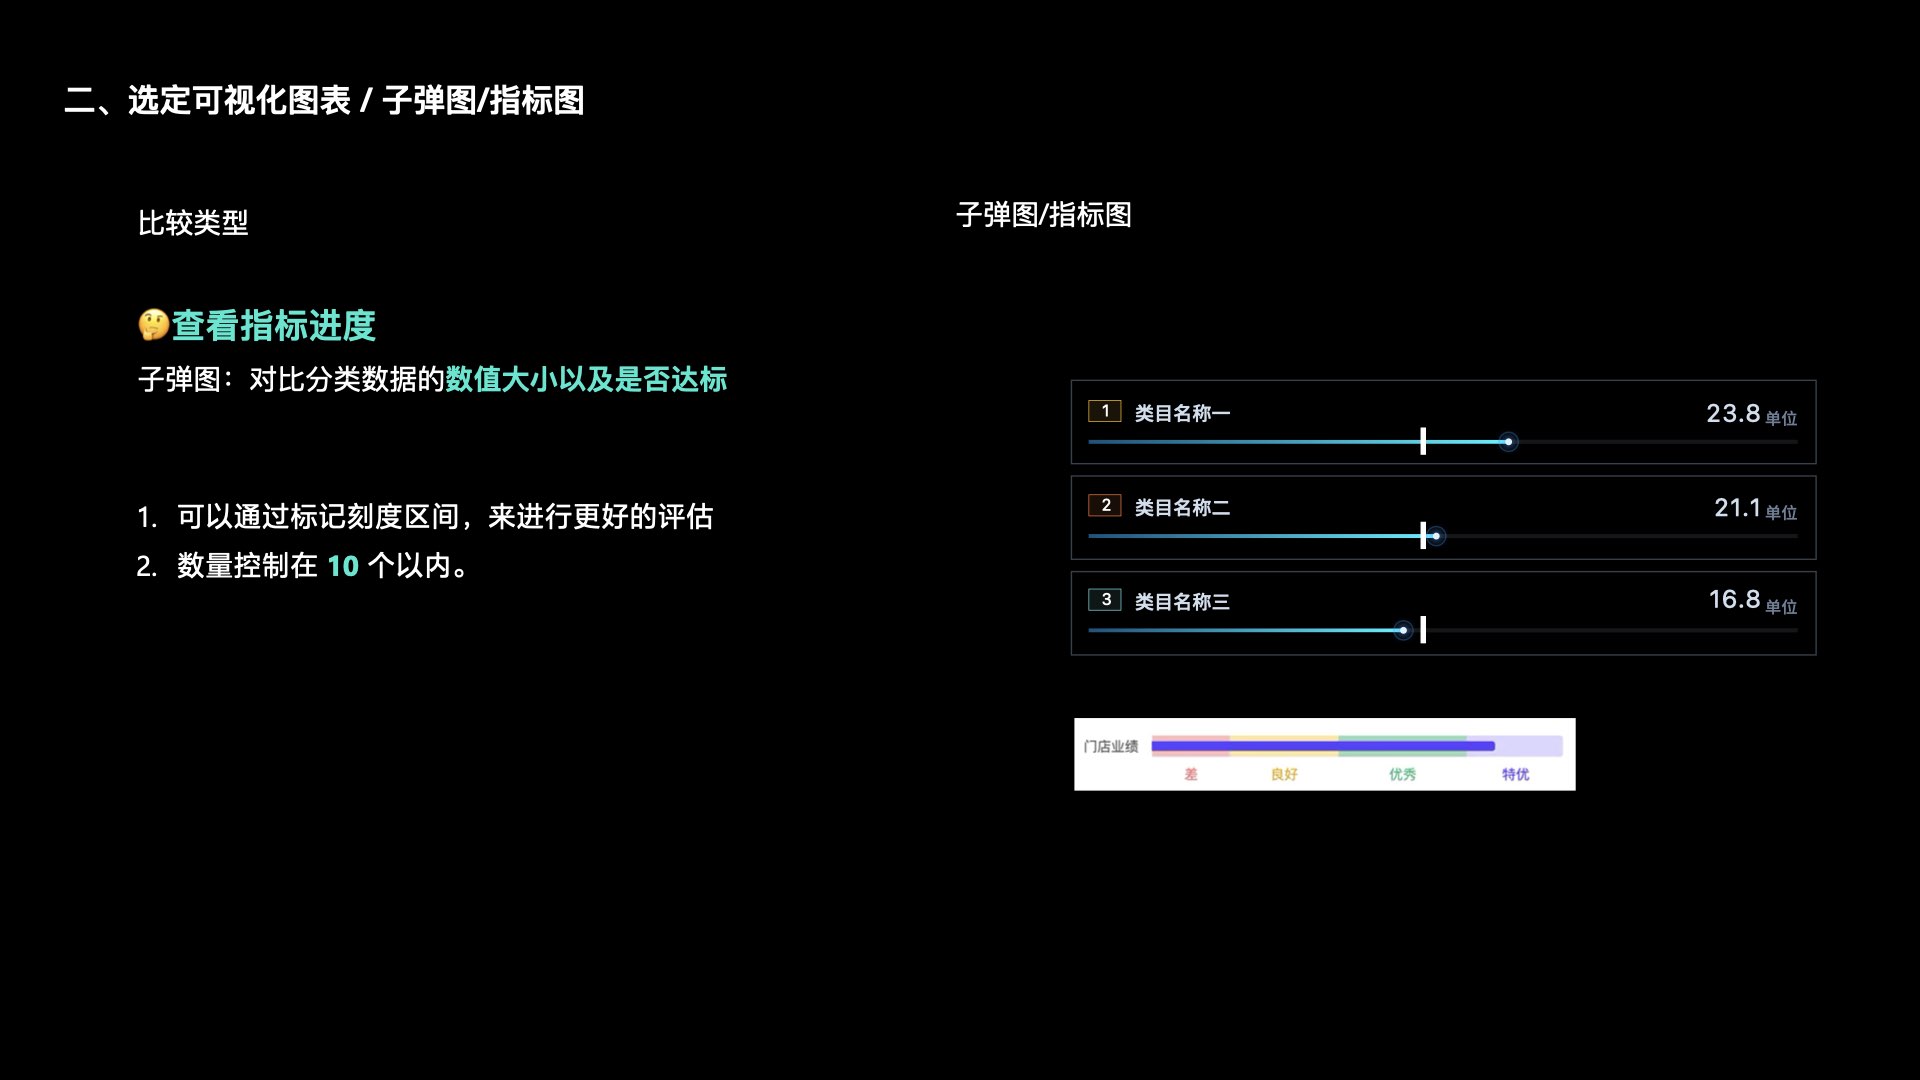 二、选定可视化图表 / 子弹图/指标图
比较类型
🤔查看指标进度
子弹图：对比分类数据的数值大小以及是否达标
1. 可以通过标记刻度区间，来进行更好的评估
2. 数量控制在 10 个以内。
子弹图/指标图
1 类目名称一 23.8 单位
2 类目名称二 21.1 单位
3 类目名称三 16.8 单位
门店业绩
差 良好 优秀 特优